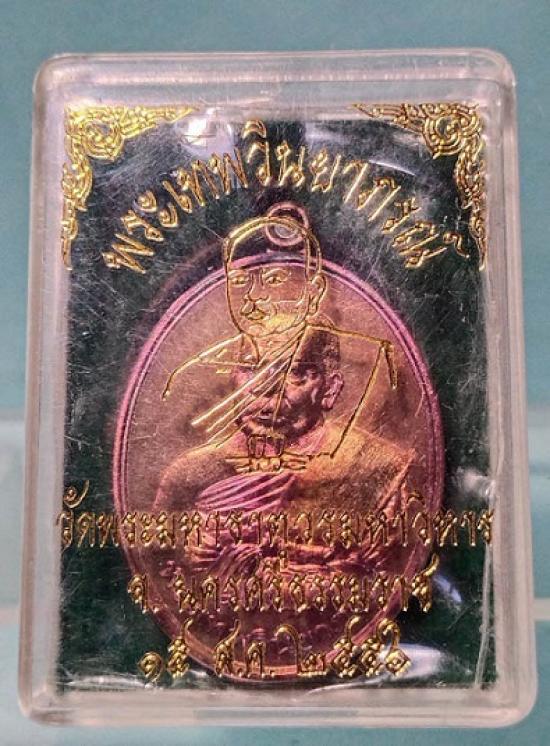 พระเทพวินยาภรณ์
วัดพระมหาธาตุวรมหาวิหาร
จ. นครศรีธรรมราช
๑๕ ส.ค. ๒๕๕๖